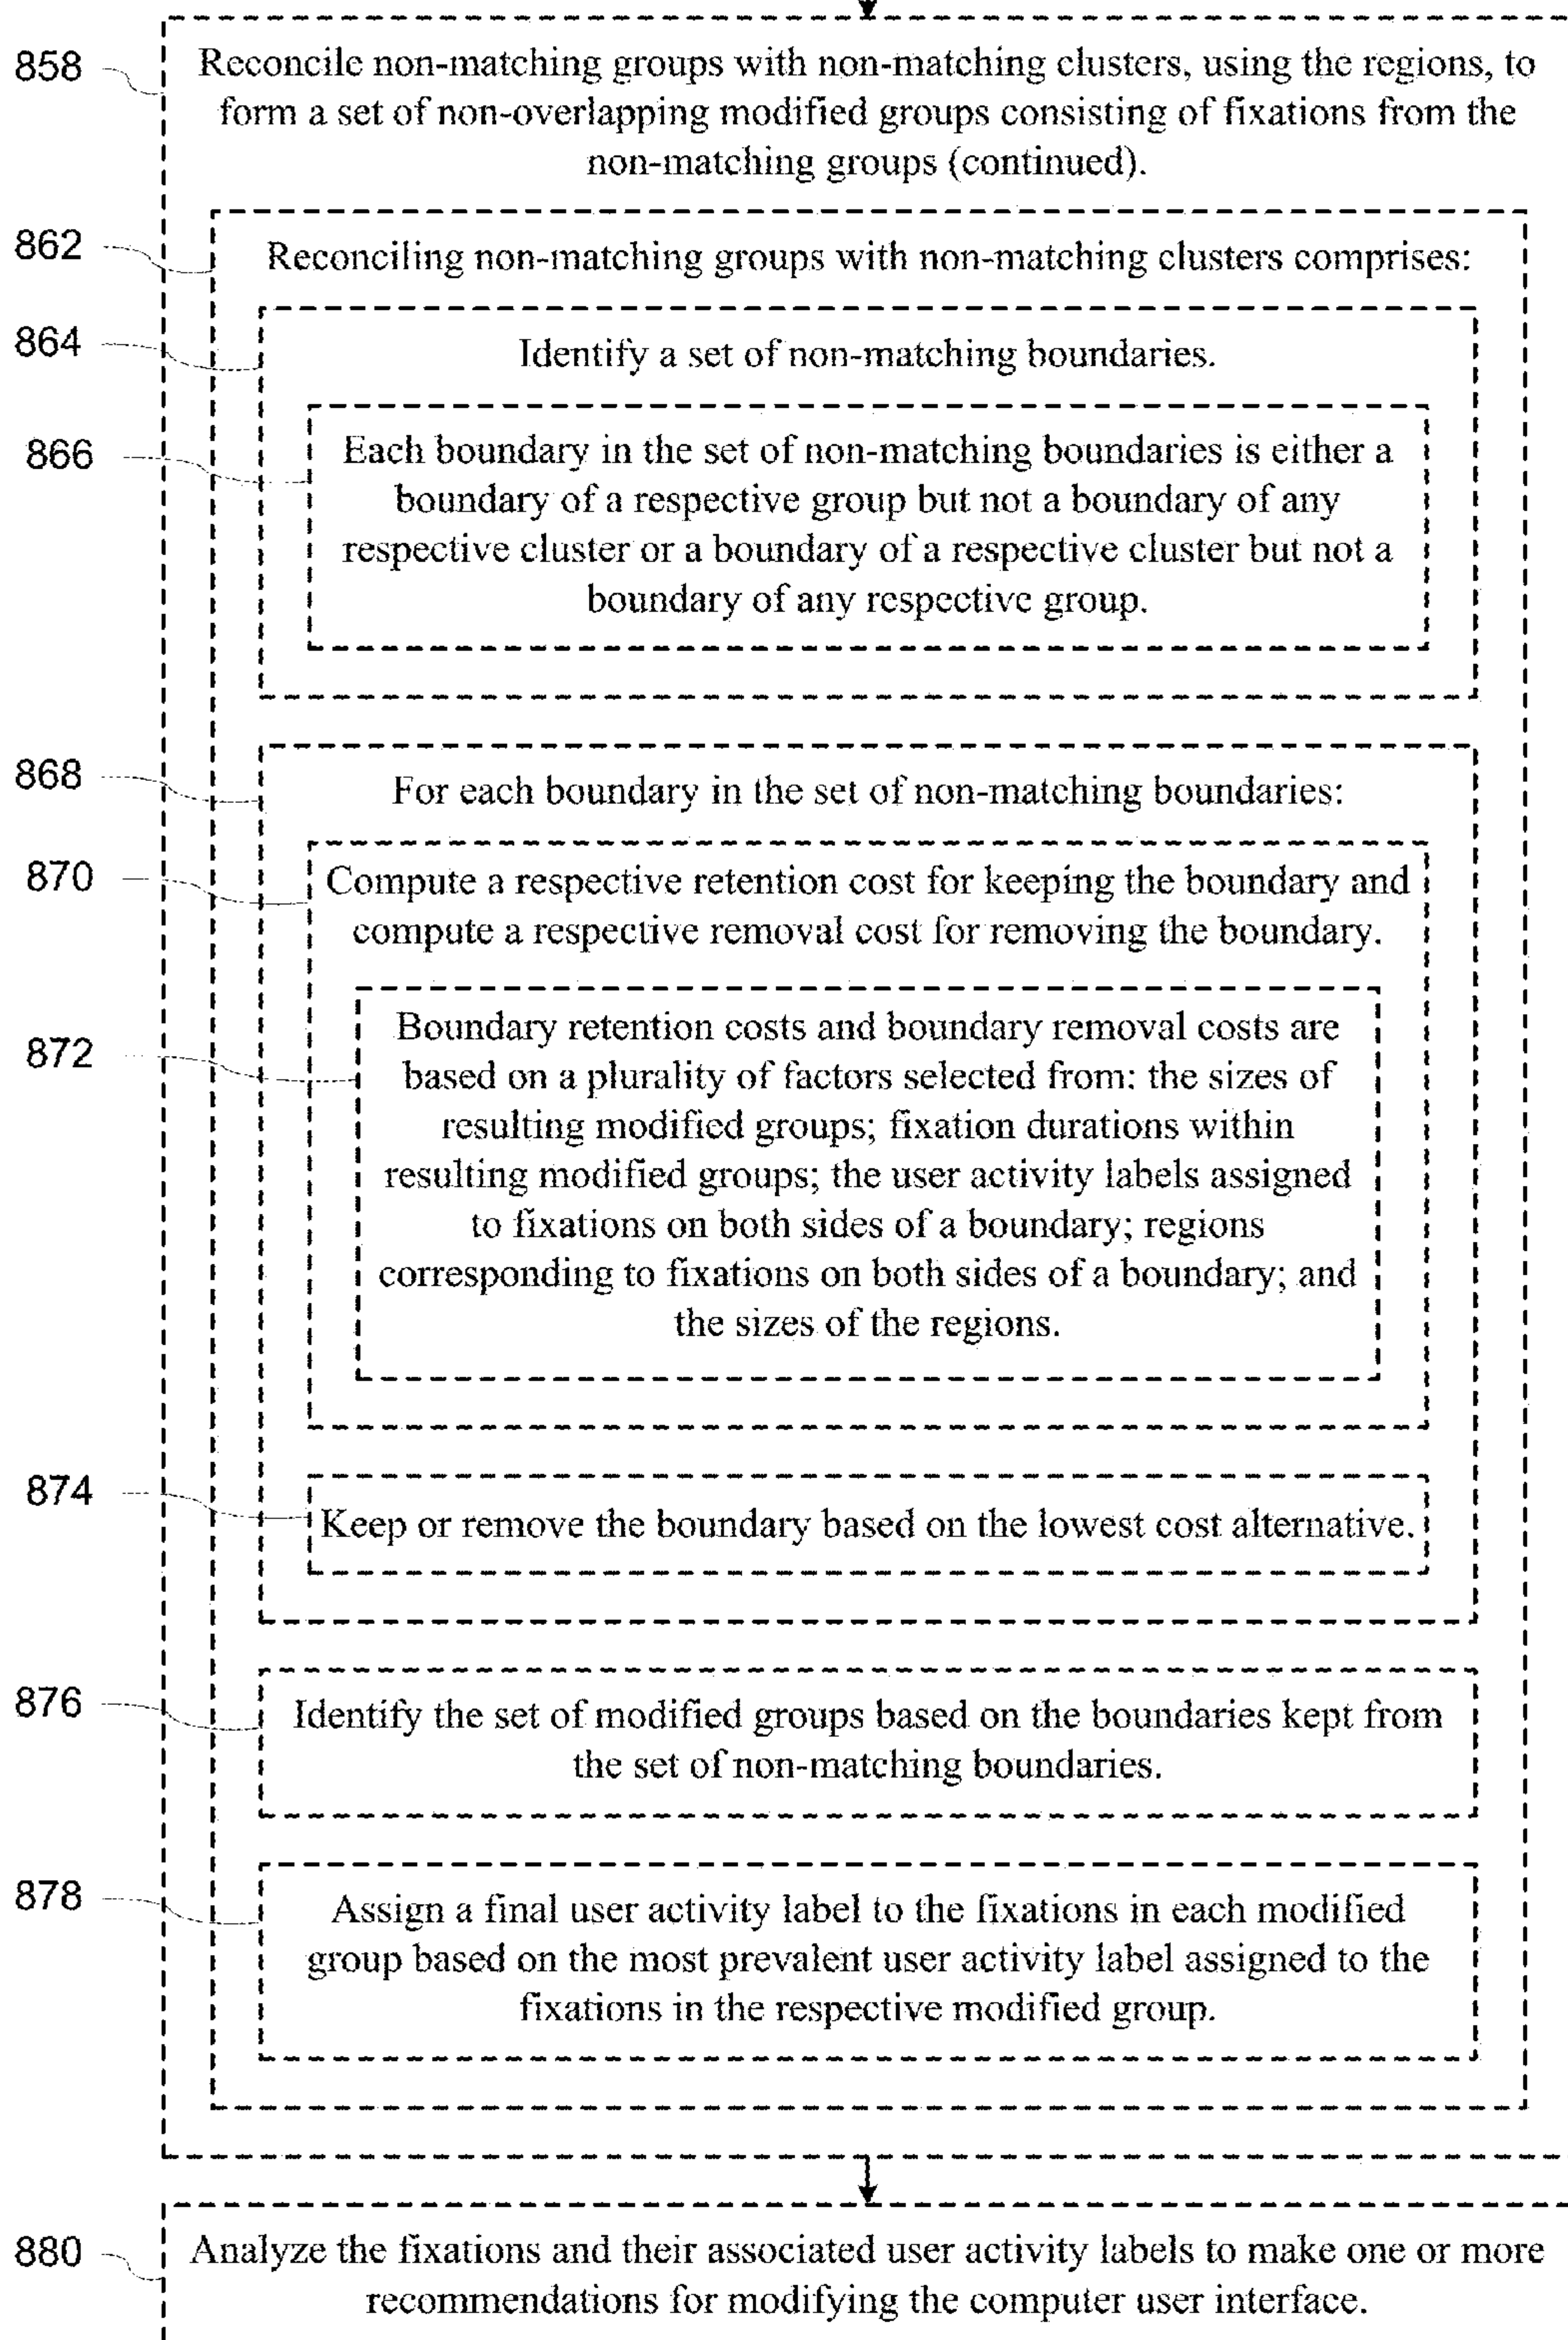 858
Reconcile non-matching groups with non-matching clusters, using the regions, to
form a set of non-overlapping modified groups consisting of fixations from the
non-matching groups (continued).
862
Reconciling non-matching groups with non-matching clusters comprises:
864
Identify a set of non-matching boundaries.
866
Each boundary in the set of non-matching boundaries is either a
boundary of a respective group but not a boundary of any
respective cluster or a boundary of a respective cluster but not a
boundary of any respective group.
868
For each boundary in the set of non-matching boundaries:
870
Compute a respective retention cost for keeping the boundary and
compute a respective removal cost for removing the boundary.
872
Boundary retention costs and boundary removal costs are
based on a plurality of factors selected from: the sizes of
resulting modified groups; fixation durations within
resulting modified groups; the user activity labels assigned
to fixations on both sides of a boundary; regions
corresponding to fixations on both sides of a boundary; and
the sizes of the regions.
874
Keep or remove the boundary based on the lowest cost alternative.
876
Identify the set of modified groups based on the boundaries kept from
the set of non-matching boundaries.
878
Assign a final user activity label to the fixations in each modified
group based on the most prevalent user activity label assigned to the
fixations in the respective modified group.
880
Analyze the fixations and their associated user activity labels to make one or more
recommendations for modifying the computer user interface.